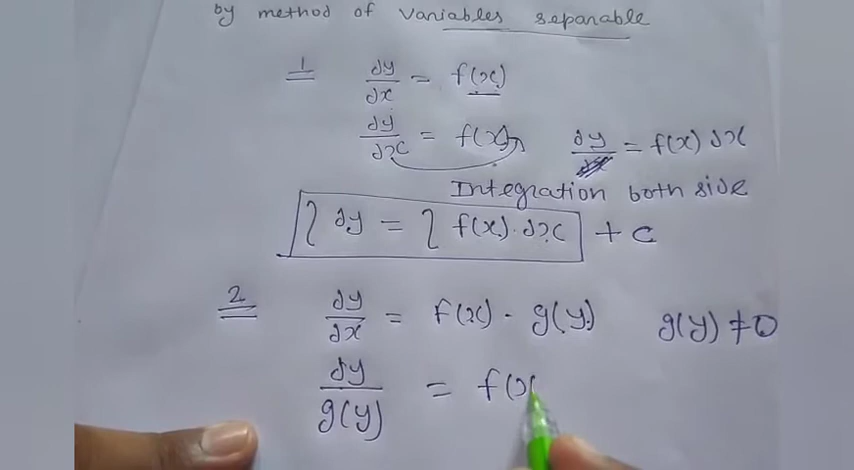 by method of Variables separable
1 dy/dx = f(x)
dy/dx = f(x) dy = f(x) dx
Integration both side
∫ dy = ∫ f(x).dx + c
2 dy/dx = f(x) - g(y) g(y) ≠ 0
dy/g(y) = f(x